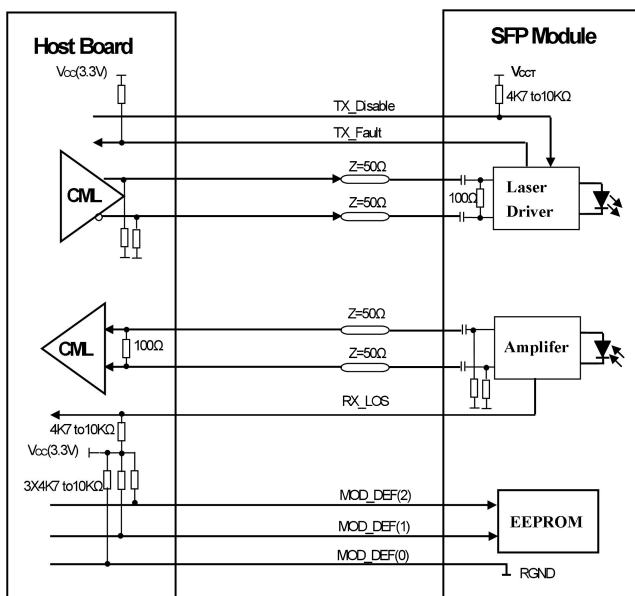 Host Board
SFP Module
Vcc(3.3V)
VCCT
4K7 to10KΩ
TX_Disable
TX_Fault
CML
Z=50Ω
Z=50Ω
100Ω
Laser
Driver
Z=50Ω
CML
100Ω
Z=50Ω
Amplifer
RX_LOS
4K7 to10KΩ
Vcc(3.3V)
3X4K7 to10KΩ
MOD_DEF(2)
MOD_DEF(1)
EEPROM
MOD_DEF(0)
RGND